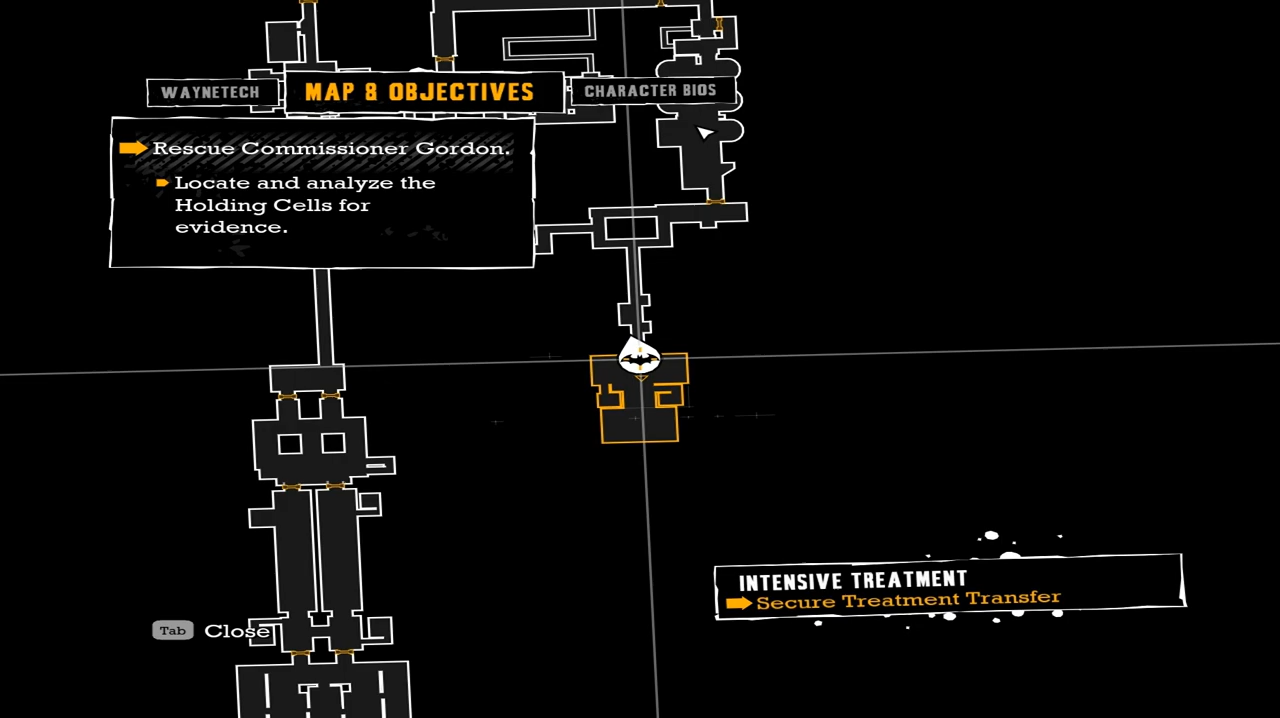 WAYNETECH
MAP & OBJECTIVES
CHARACTER BIOS
Rescue Commissioner Gordon.
Locate and analyze the
Holding Cells for
evidence.
INTENSIVE TREATMENT
Secure Treatment Transfer
Tab Close